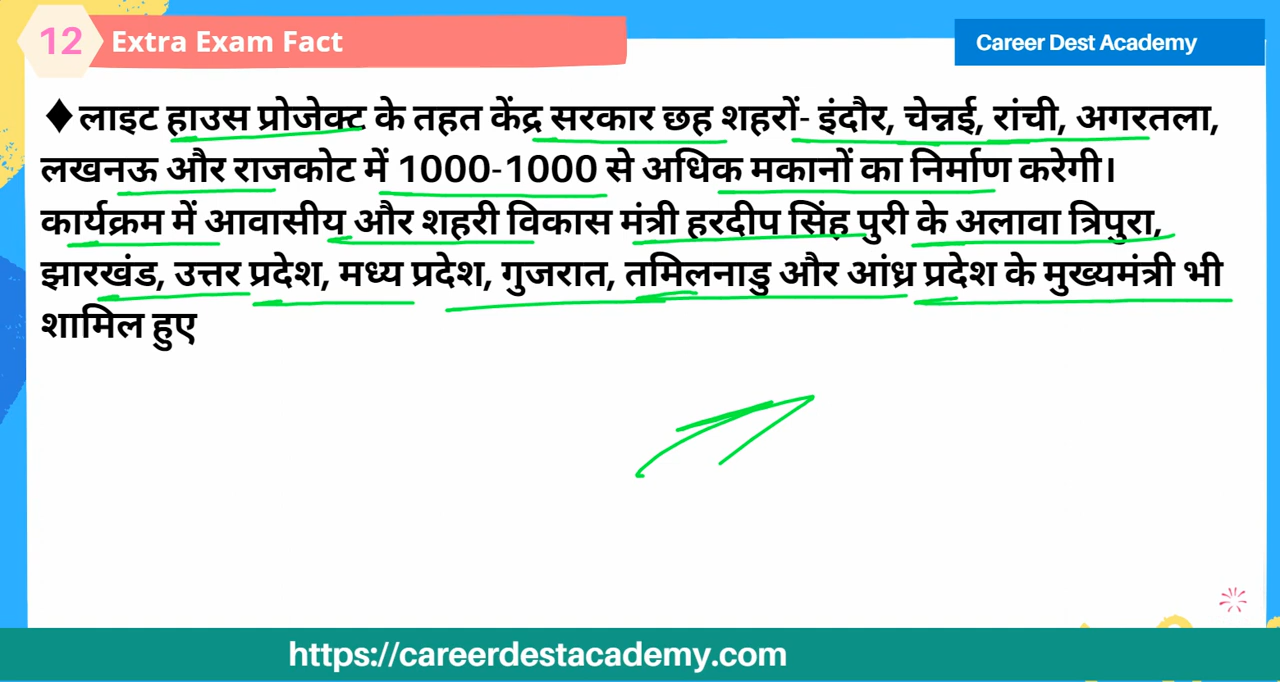 12 Extra Exam Fact
Career Dest Academy
♦लाइट हाउस प्रोजेक्ट के तहत केंद्र सरकार छह शहरों- इंदौर, चेन्नई, रांची, अगरतला,
लखनऊ और राजकोट में 1000-1000 से अधिक मकानों का निर्माण करेगी।
कार्यक्रम में आवासीय और शहरी विकास मंत्री हरदीप सिंह पुरी के अलावा त्रिपुरा,
झारखंड, उत्तर प्रदेश, मध्य प्रदेश, गुजरात, तमिलनाडु और आंध्र प्रदेश के मुख्यमंत्री भी
शामिल हुए
https://careerdestacademy.com